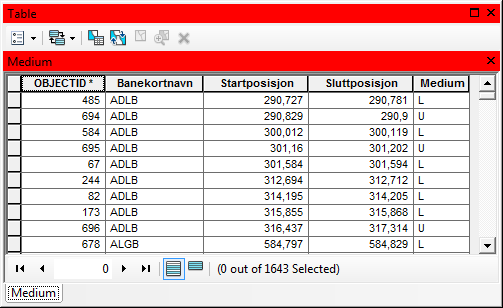 Table
Medium
OBJECTID * Banekortnavn Startposisjon Sluttposisjon Medium
485 ADLB 290,727 290,781 L
694 ADLB 290,829 290,9 U
584 ADLB 300,012 300,119 L
695 ADLB 301,16 301,202 U
67 ADLB 301,584 301,594 L
244 ADLB 312,694 312,712 L
82 ADLB 314,195 314,205 L
173 ADLB 315,855 315,868 L
696 ADLB 316,437 317,314 U
678 ALGB 584,797 584,829 L
0 (0 out of 1643 Selected)
Medium